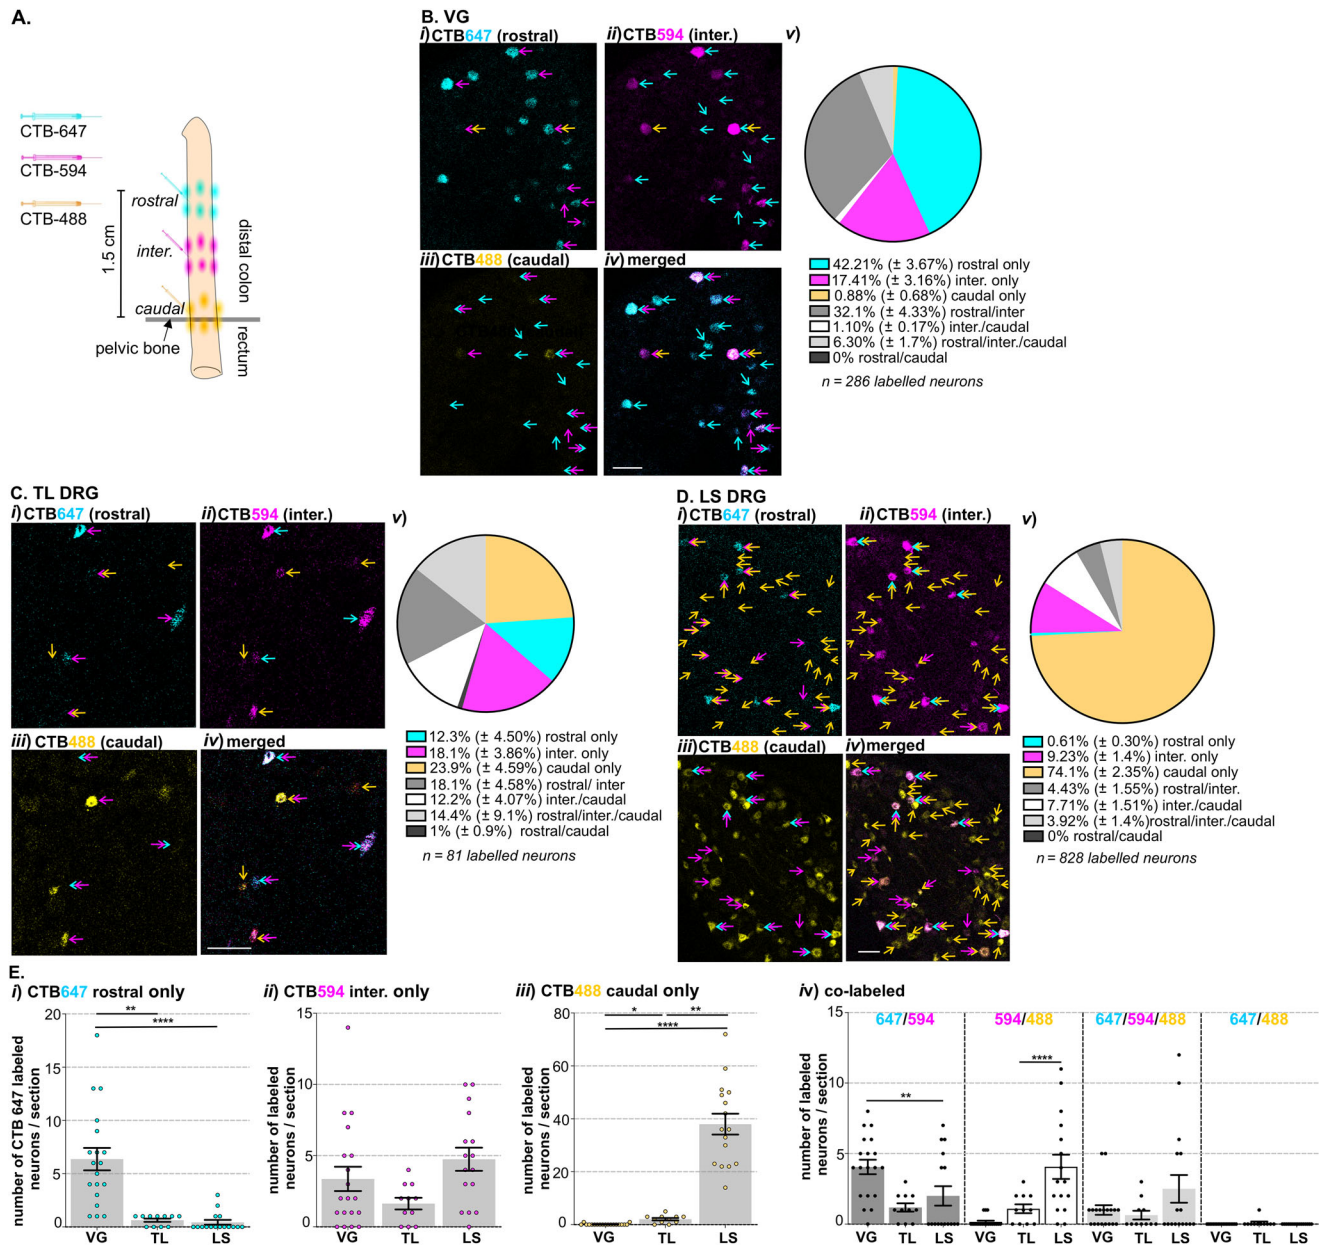 A.
CTB-647
CTB-594
CTB-488
1.5 cm
rostral
inter.
caudal
pelvic bone
distal colon
rectum
B. VG
i) CTB647 (rostral)
ii) CTB594 (inter.)
iii) CTB488 (caudal)
iv) merged
v)
42.21% (± 3.67%) rostral only
17.41% (± 3.16%) inter. only
0.88% (± 0.68%) caudal only
32.1% (± 4.33%) rostral/inter
1.10% (± 0.17%) inter./caudal
6.30% (± 1.7%) rostral/inter./caudal
0% rostral/caudal
n = 286 labelled neurons
C. TL DRG
i) CTB647 (rostral)
ii) CTB594 (inter.)
iii) CTB488 (caudal)
iv) merged
v)
12.3% (± 4.50%) rostral only
18.1% (± 3.86%) inter. only
23.9% (± 4.59%) caudal only
18.1% (± 4.58%) rostral/ inter
12.2% (± 4.07%) inter./caudal
14.4% (± 9.1%) rostral/inter./caudal
1% (± 0.9%) rostral/caudal
n = 81 labelled neurons
D. LS DRG
i) CTB647 (rostral)
ii) CTB594 (inter.)
iii) CTB488 (caudal)
iv) merged
v)
0.61% (± 0.30%) rostral only
9.23% (± 1.4%) inter. only
74.1% (± 2.35%) caudal only
4.43% (± 1.55%) rostral/inter.
7.71% (± 1.51%) inter./caudal
3.92% (± 1.4%)rostral/inter./caudal
0% rostral/caudal
n = 828 labelled neurons
E.
i) CTB647 rostral only
number of CTB 647 labeled
neurons / section
20
15
10
5
0
**
****
VG TL LS
ii) CTB594 inter. only
number of labeled
neurons / section
15
10
5
0
VG TL LS
iii) CTB488 caudal only
number of labeled
neurons / section
80
60
40
20
0
* **
****
VG TL LS
iv) co-labeled
number of labeled
neurons / section
15
10
5
0
647/594 594/488 647/594/488 647/488
**
****
VG TL LS VG TL LS VG TL LS VG TL LS